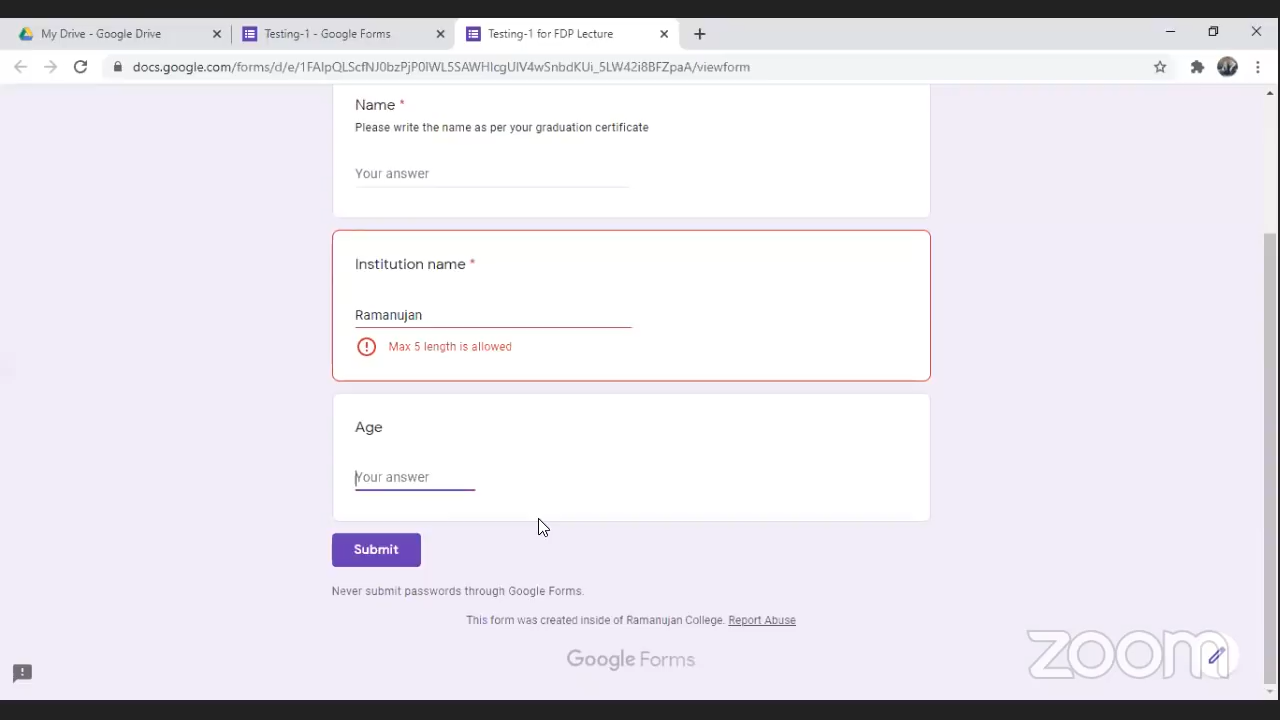 My Drive - Google Drive
Testing-1 - Google Forms
Testing-1 for FDP Lecture
docs.google.com/forms/d/e/1FAIpQLScfNJ0bzPjP0lWL5SAWHIcgUlV4wSnbdKUi_5LW42i8BFZpaA/viewform
Name *
Please write the name as per your graduation certificate
Your answer
Institution name *
Ramanujan
Max 5 length is allowed
Age
Your answer
Submit
Never submit passwords through Google Forms.
This form was created inside of Ramanujan College. Report Abuse
Google Forms
zoom